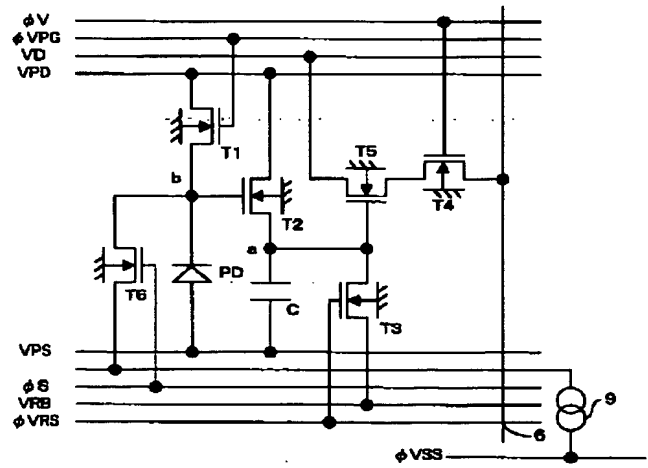 φV
φVPG
VD
VPD
T1
T5
b
T4
T2
a
PD
T6
C
T3
VPS
φS
VRB
φVRS
9
6
φVSS